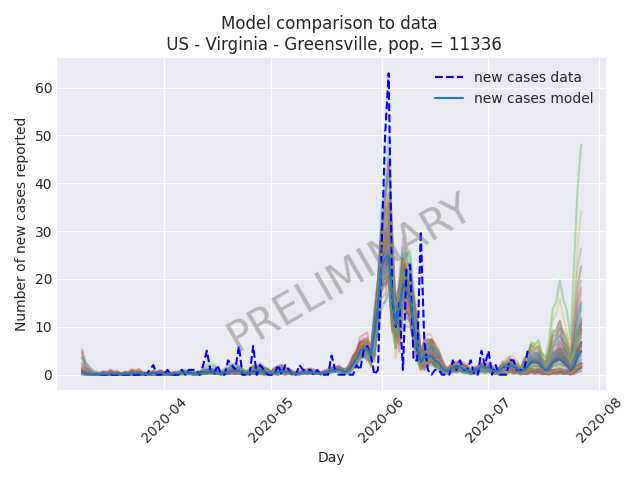 Model comparison to data
US - Virginia - Greensville, pop. = 11336
new cases data
new cases model
Number of new cases reported
60
50
40
30
20
10
0
PRELIMINARY
2020-04
2020-05
2020-06
2020-07
2020-08
Day